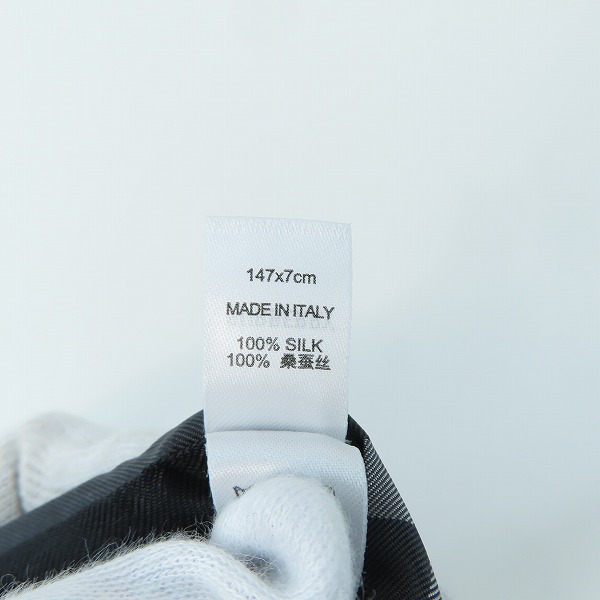 147x7cm
MADE IN ITALY
100% SILK
100% 桑蚕丝